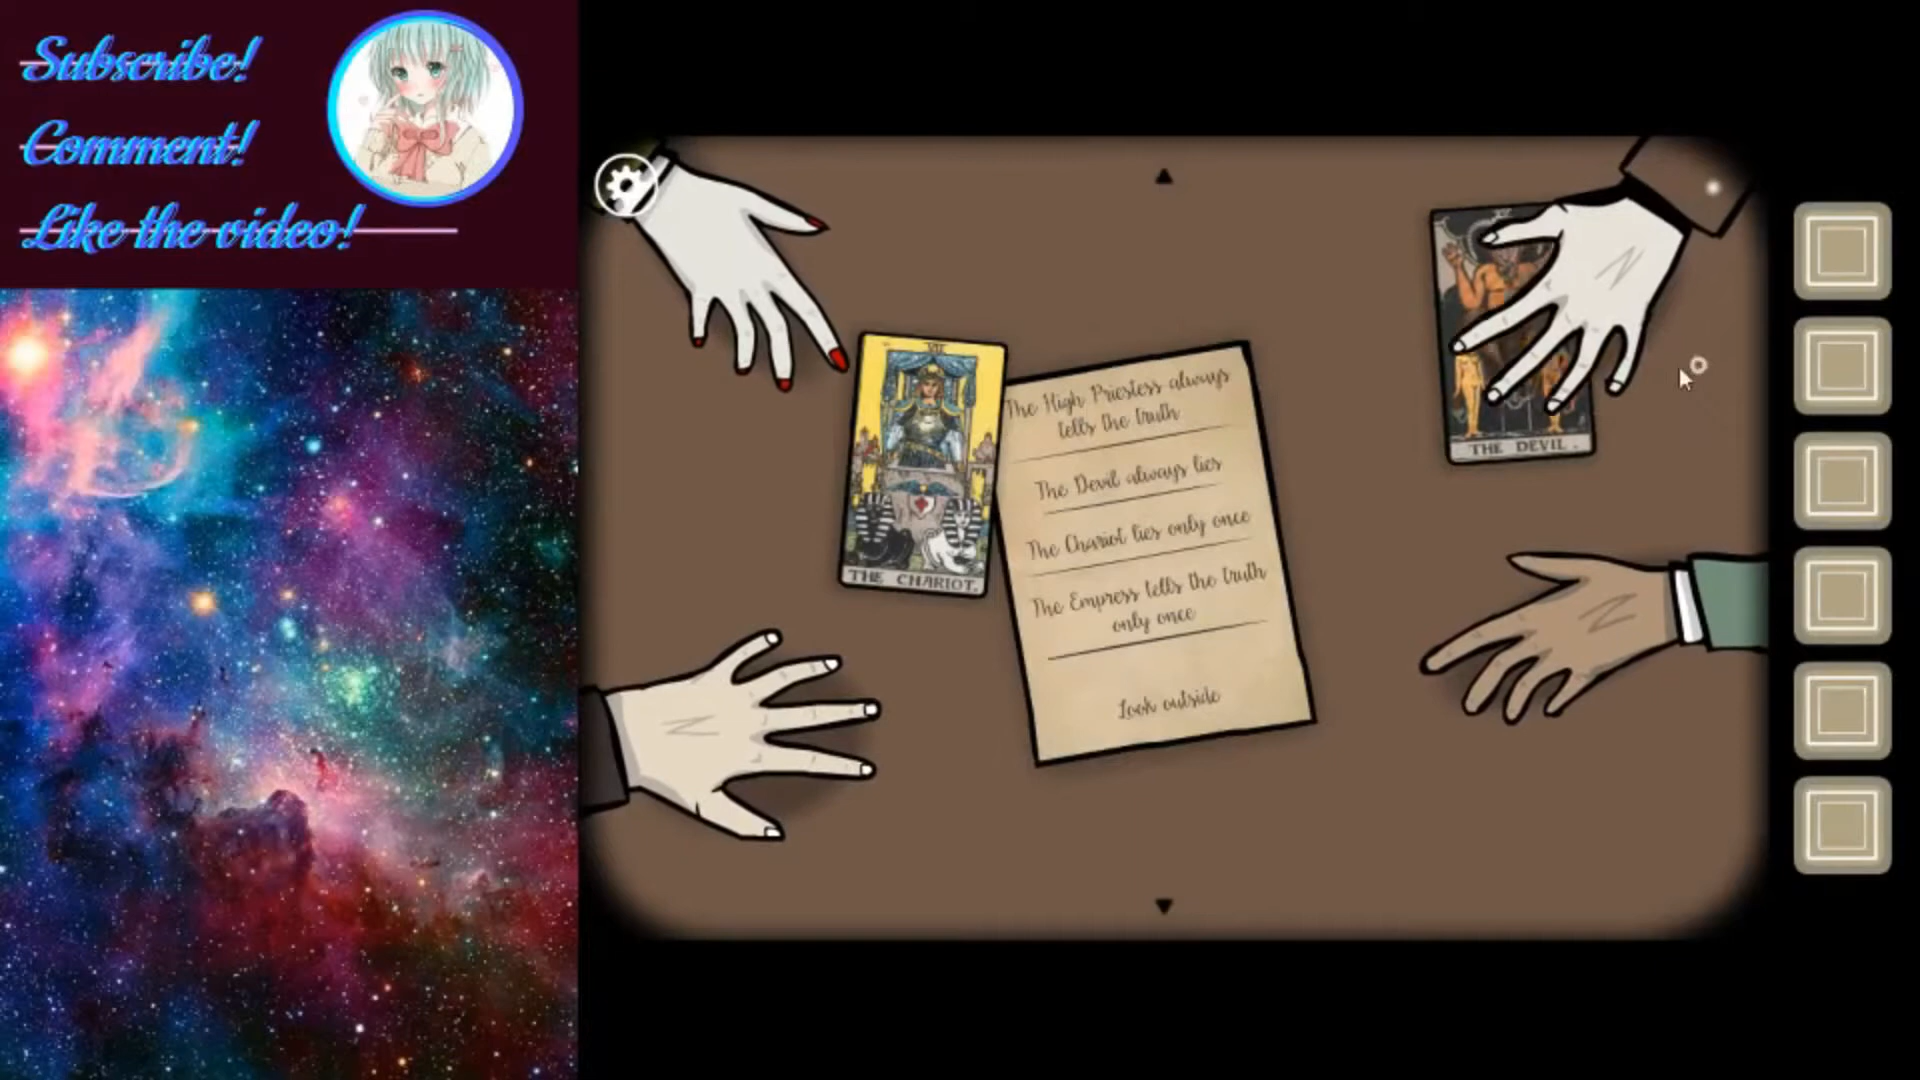 Subscribe!
Comment!
Like the video!
VII
THE CHARIOT.
The High Priestess always
tells the truth
The Devil always lies
The Chariot lies only once
The Empress tells the truth
only once
Look outside
THE DEVIL.